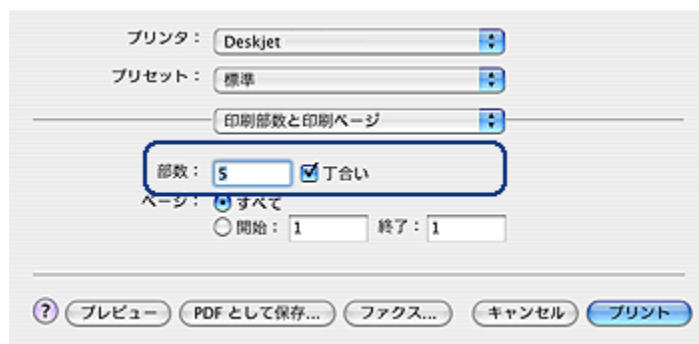 プリンタ： Deskjet
プリセット： 標準
印刷部数と印刷ページ
部数： 5 丁合い
ページ： すべて
開始： 1 終了： 1
? プレビュー PDF として保存... ファクス... キャンセル プリント